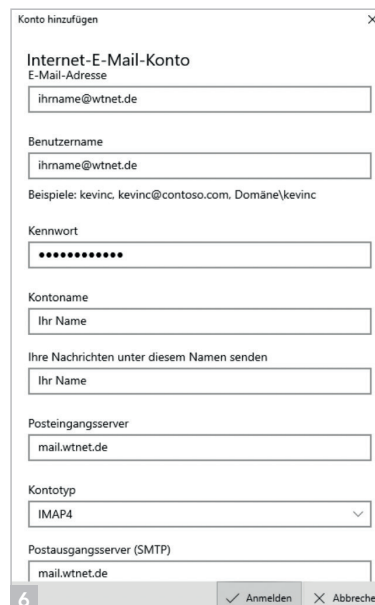 Konto hinzufügen
Internet-E-Mail-Konto
E-Mail-Adresse
ihrname@wtnet.de
Benutzername
ihrname@wtnet.de
Beispiele: kevinc, kevinc@contoso.com, Domäne\kevinc
Kennwort
●●●●●●●●●●●●
Kontoname
Ihr Name
Ihre Nachrichten unter diesem Namen senden
Ihr Name
Posteingangsserver
mail.wtnet.de
Kontotyp
IMAP4
Postausgangsserver (SMTP)
mail.wtnet.de
6 Anmelden Abbreche